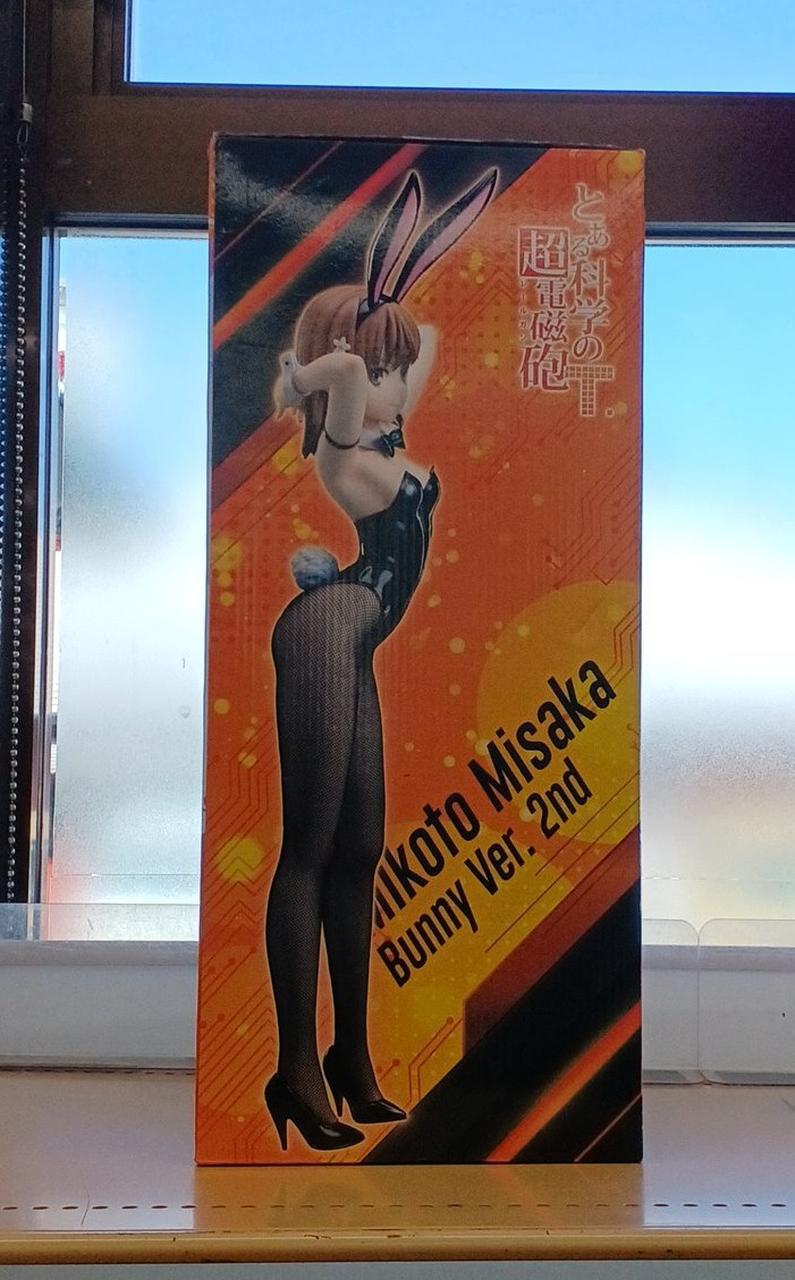 とある科学の
超電磁砲
レールガン
T
Mikoto Misaka
Bunny Ver. 2nd